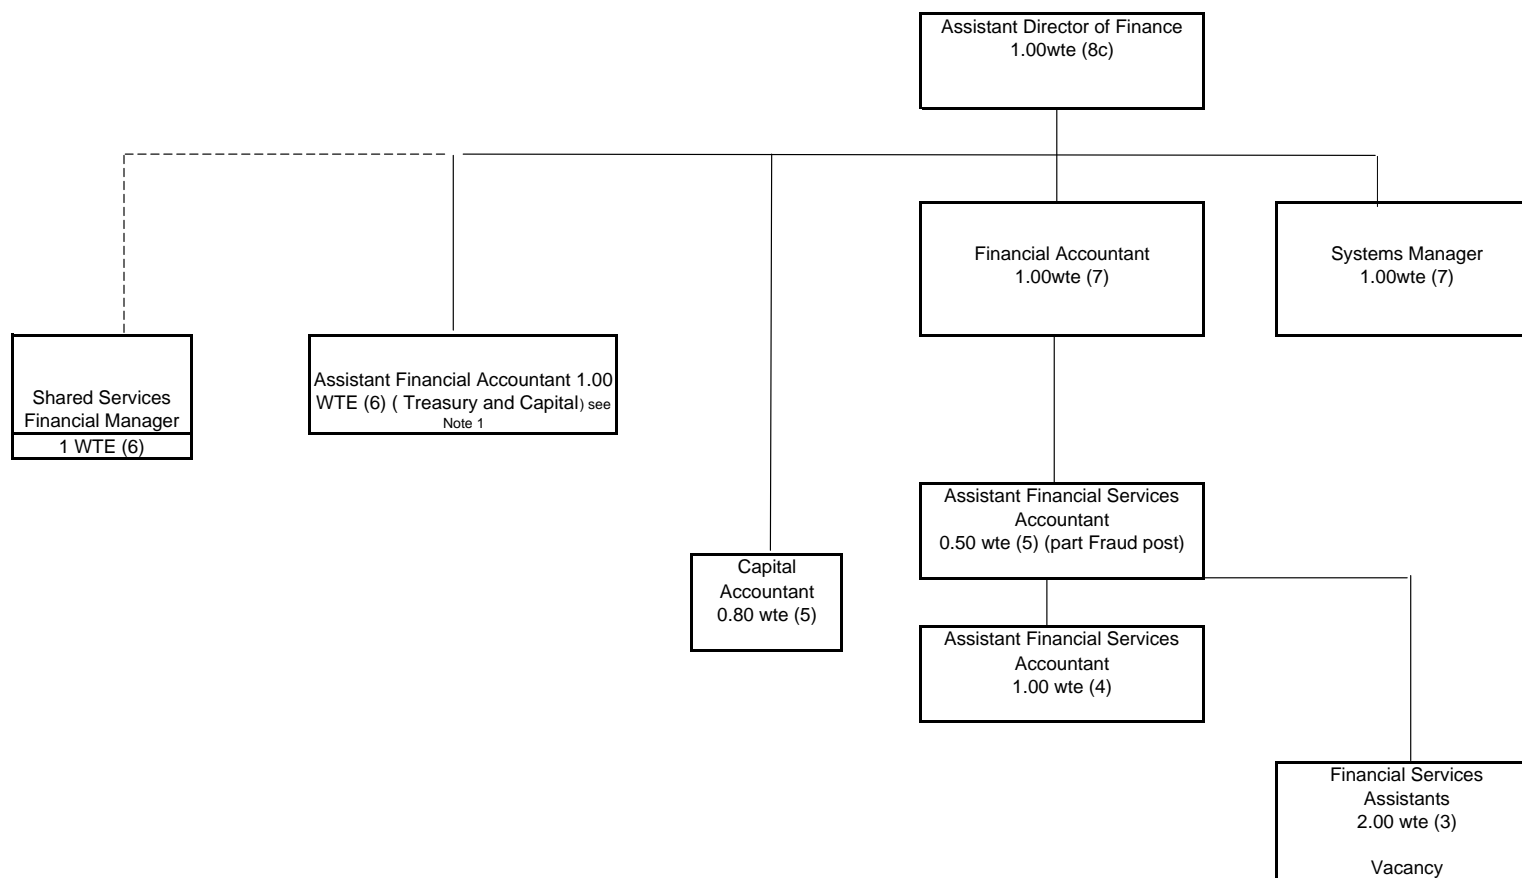 Assistant Director of Finance
1.00wte (8c)
Financial Accountant
1.00wte (7)
Systems Manager
1.00wte (7)
Shared Services
Financial Manager
1 WTE (6)
Assistant Financial Accountant 1.00
WTE (6) ( Treasury and Capital) see
Note 1
Assistant Financial Services
Accountant
0.50 wte (5) (part Fraud post)
Capital
Accountant
0.80 wte (5)
Assistant Financial Services
Accountant
1.00 wte (4)
Financial Services
Assistants
2.00 wte (3)
Vacancy